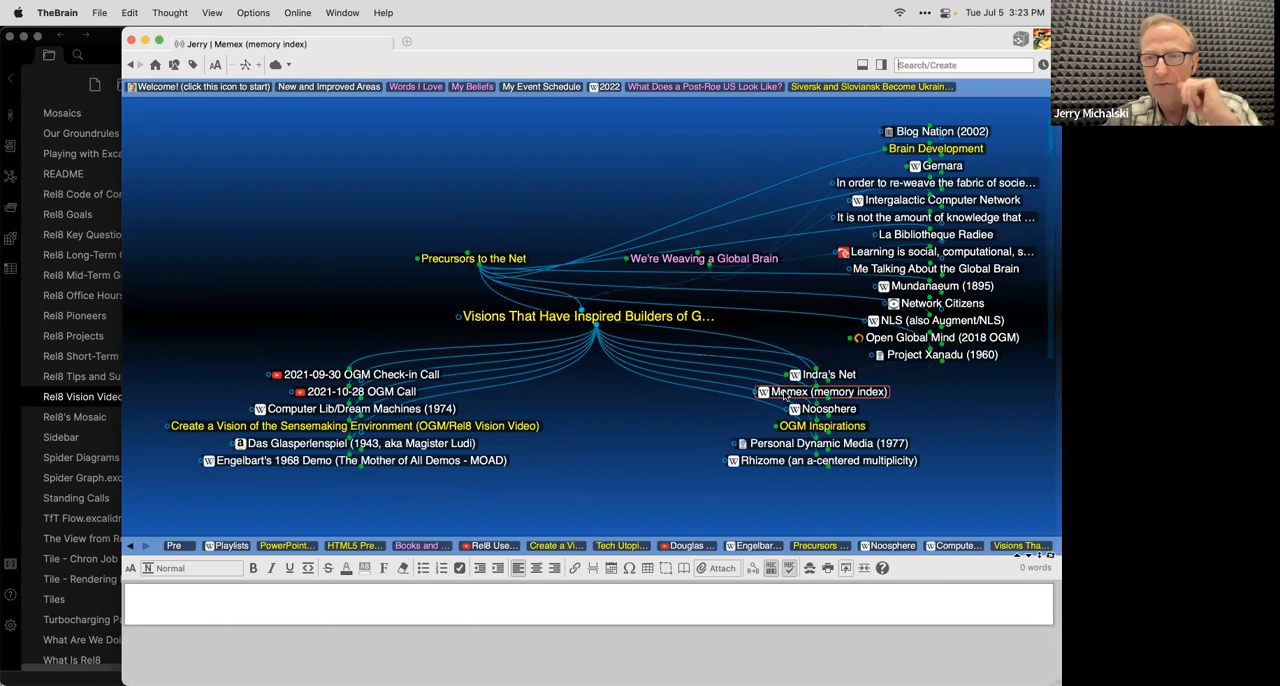 TheBrain File Edit Thought View Options Online Window Help
Tue Jul 5 3:23 PM
Jerry | Memex (memory index)
Search/Create
Welcome! (click this icon to start) New and Improved Areas Words I Love My Beliefs My Event Schedule 2022 What Does a Post-Roe US Look Like? Siversk and Sloviansk Become Ukrain…
Jerry Michalski
Mosaics
Our Groundrules
Playing with Exca
README
Rel8 Code of Con
Rel8 Goals
Rel8 Key Question
Rel8 Long-Term G
Rel8 Mid-Term G
Rel8 Office Hours
Rel8 Pioneers
Rel8 Projects
Rel8 Short-Term
Rel8 Tips and Su
Rel8 Vision Video
Rel8's Mosaic
Sidebar
Spider Diagrams
Spider Graph.exc
Standing Calls
TfT Flow.excalidr
The View from Re
Tile - Chron Job
Tile - Rendering
Tiles
Turbocharging Pa
What Are We Doi
What Is Rel8
Blog Nation (2002)
Brain Development
Gemara
In order to re-weave the fabric of socie…
Intergalactic Computer Network
It is not the amount of knowledge that …
La Bibliotheque Radiee
Learning is social, computational, s…
Me Talking About the Global Brain
Mundanaeum (1895)
Network Citizens
NLS (also Augment/NLS)
Open Global Mind (2018 OGM)
Project Xanadu (1960)
Precursors to the Net
We're Weaving a Global Brain
Visions That Have Inspired Builders of G…
2021-09-30 OGM Check-in Call
2021-10-28 OGM Call
Computer Lib/Dream Machines (1974)
Create a Vision of the Sensemaking Environment (OGM/Rel8 Vision Video)
Das Glasperlenspiel (1943, aka Magister Ludi)
Engelbart's 1968 Demo (The Mother of All Demos - MOAD)
Indra's Net
Memex (memory index)
Noosphere
OGM Inspirations
Personal Dynamic Media (1977)
Rhizome (an a-centered multiplicity)
Pre Playlists PowerPoint… HTML5 Pre… Books and … Rel8 Use… Create a Vi… Tech Utopi… Douglas … Engelbar… Precursors … Noosphere Compute… Visions Tha…
Normal B I U S Attach 0 words